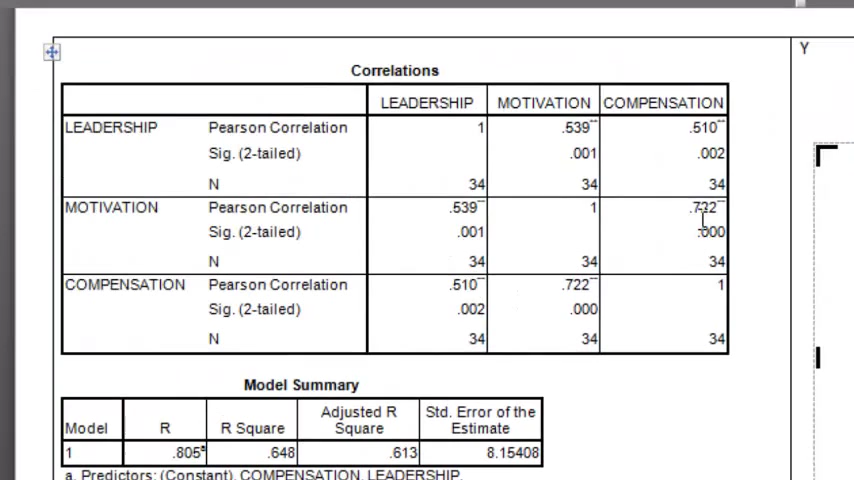 Y
Correlations
LEADERSHIP MOTIVATION COMPENSATION
LEADERSHIP Pearson Correlation 1 .539** .510**
Sig. (2-tailed) .001 .002
N 34 34 34
MOTIVATION Pearson Correlation .539** 1 .722**
Sig. (2-tailed) .001 .000
N 34 34 34
COMPENSATION Pearson Correlation .510** .722** 1
Sig. (2-tailed) .002 .000
N 34 34 34
Model Summary
Model R R Square Adjusted R Square Std. Error of the Estimate
1 .805a .648 .613 8.15408
a. Predictors: (Constant), COMPENSATION, LEADERSHIP,